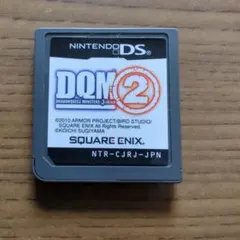 NINTENDO DS
DQM 2
DRAGONQUEST MONSTERS Joker
©2010 ARMOR PROJECT/BIRD STUDIO/
SQUARE ENIX All Rights Reserved.
©KOICHI SUGIYAMA
SQUARE ENIX
NTR-CJRJ-JPN